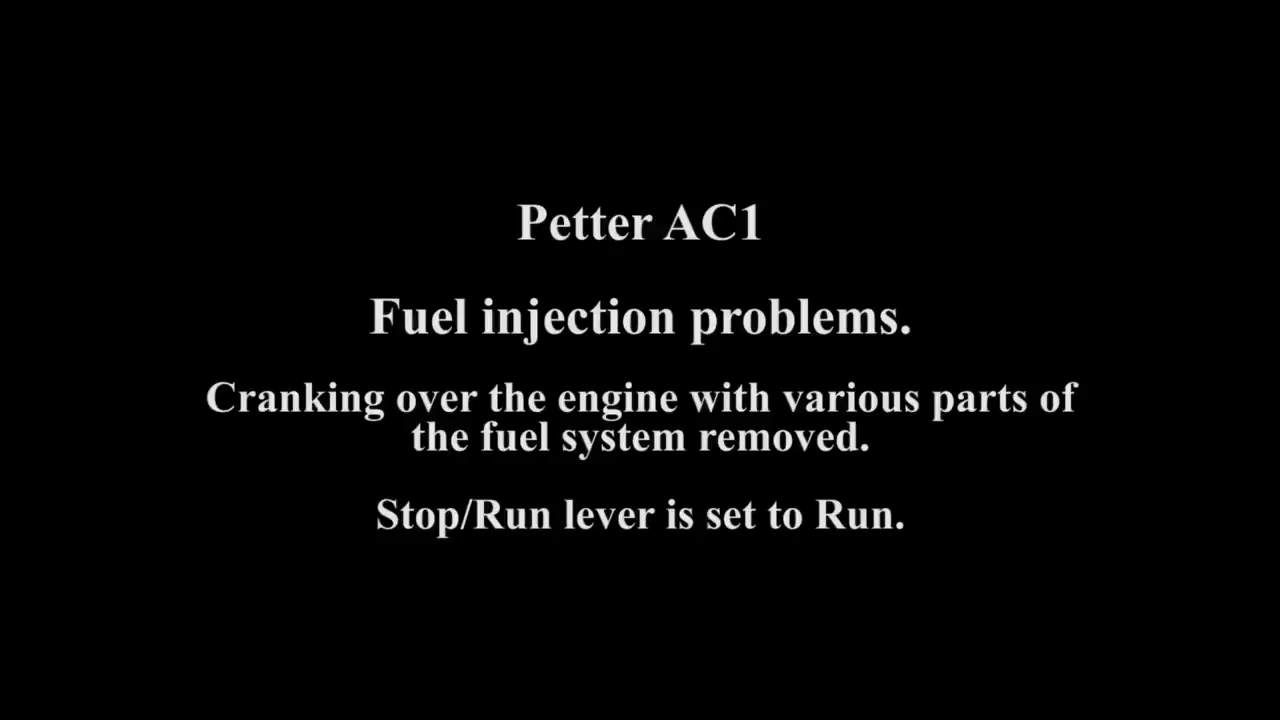 Petter AC1
Fuel injection problems.
Cranking over the engine with various parts of
the fuel system removed.
Stop/Run lever is set to Run.